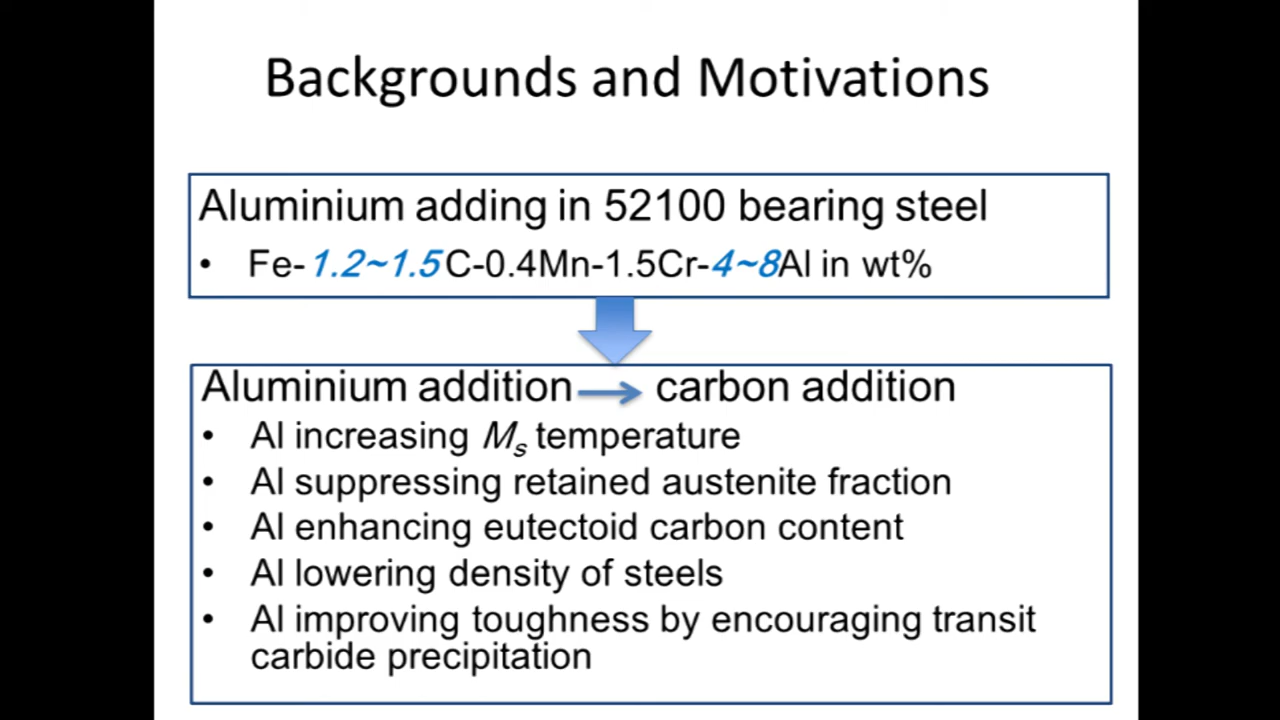 Backgrounds and Motivations
Aluminium adding in 52100 bearing steel
• Fe-1.2~1.5C-0.4Mn-1.5Cr-4~8Al in wt%
Aluminium addition → carbon addition
• Al increasing Ms temperature
• Al suppressing retained austenite fraction
• Al enhancing eutectoid carbon content
• Al lowering density of steels
• Al improving toughness by encouraging transit
carbide precipitation